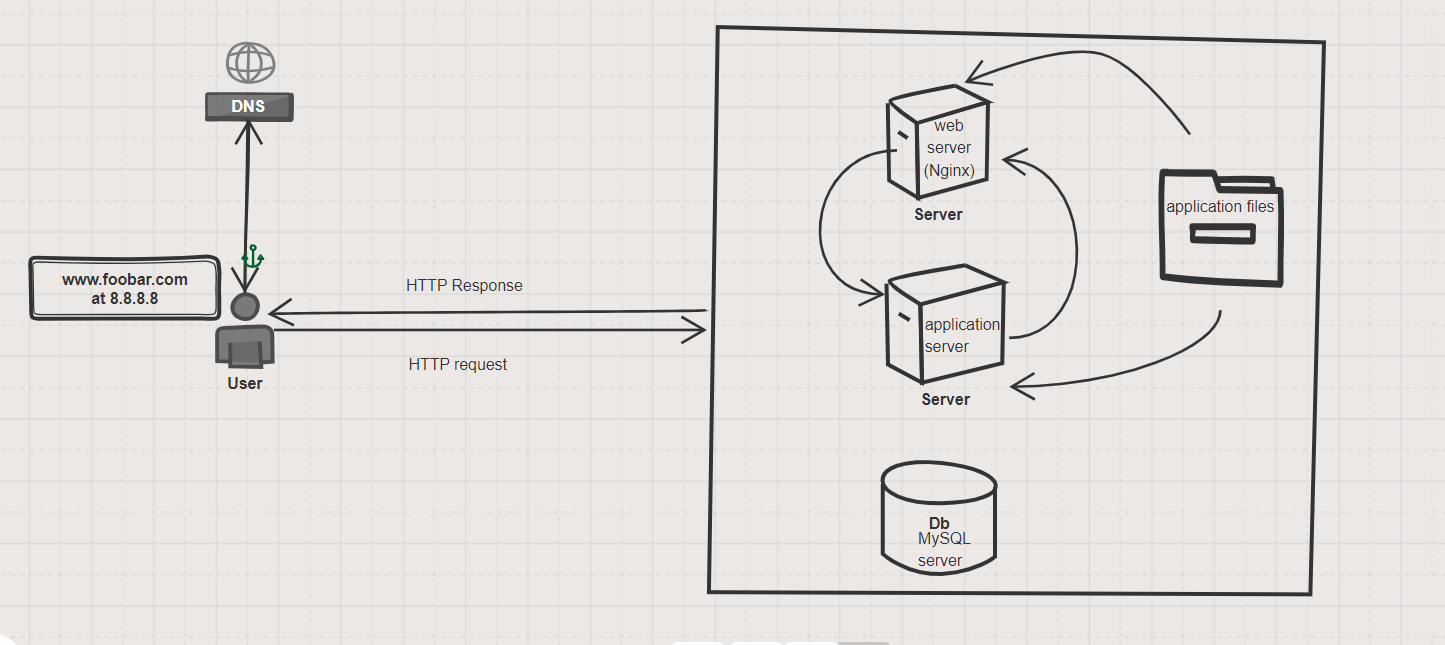 DNS
www.foobar.com
at 8.8.8.8
User
HTTP Response
HTTP request
web
server
(Nginx)
Server
application files
application
server
Server
Db
MySQL
server